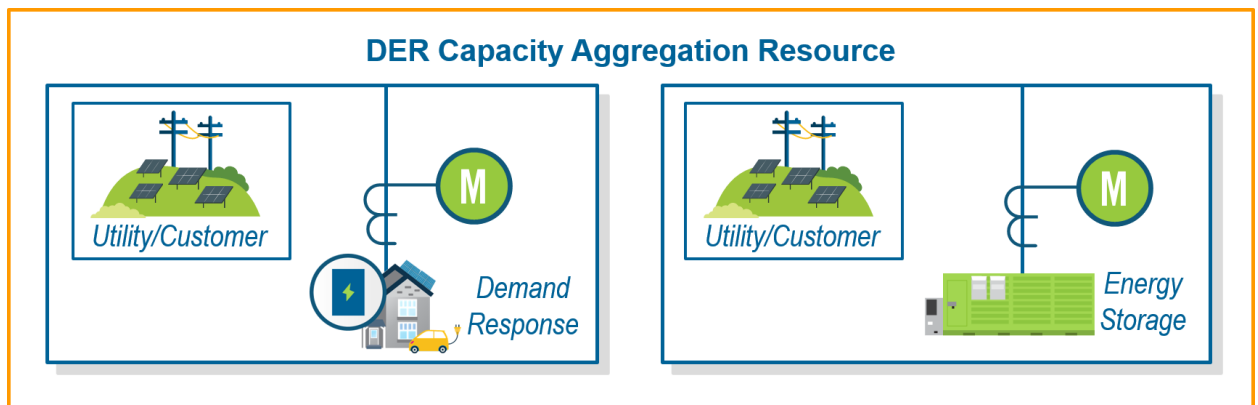 DER Capacity Aggregation Resource
Utility/Customer
M
Demand
Response
Utility/Customer
M
Energy
Storage